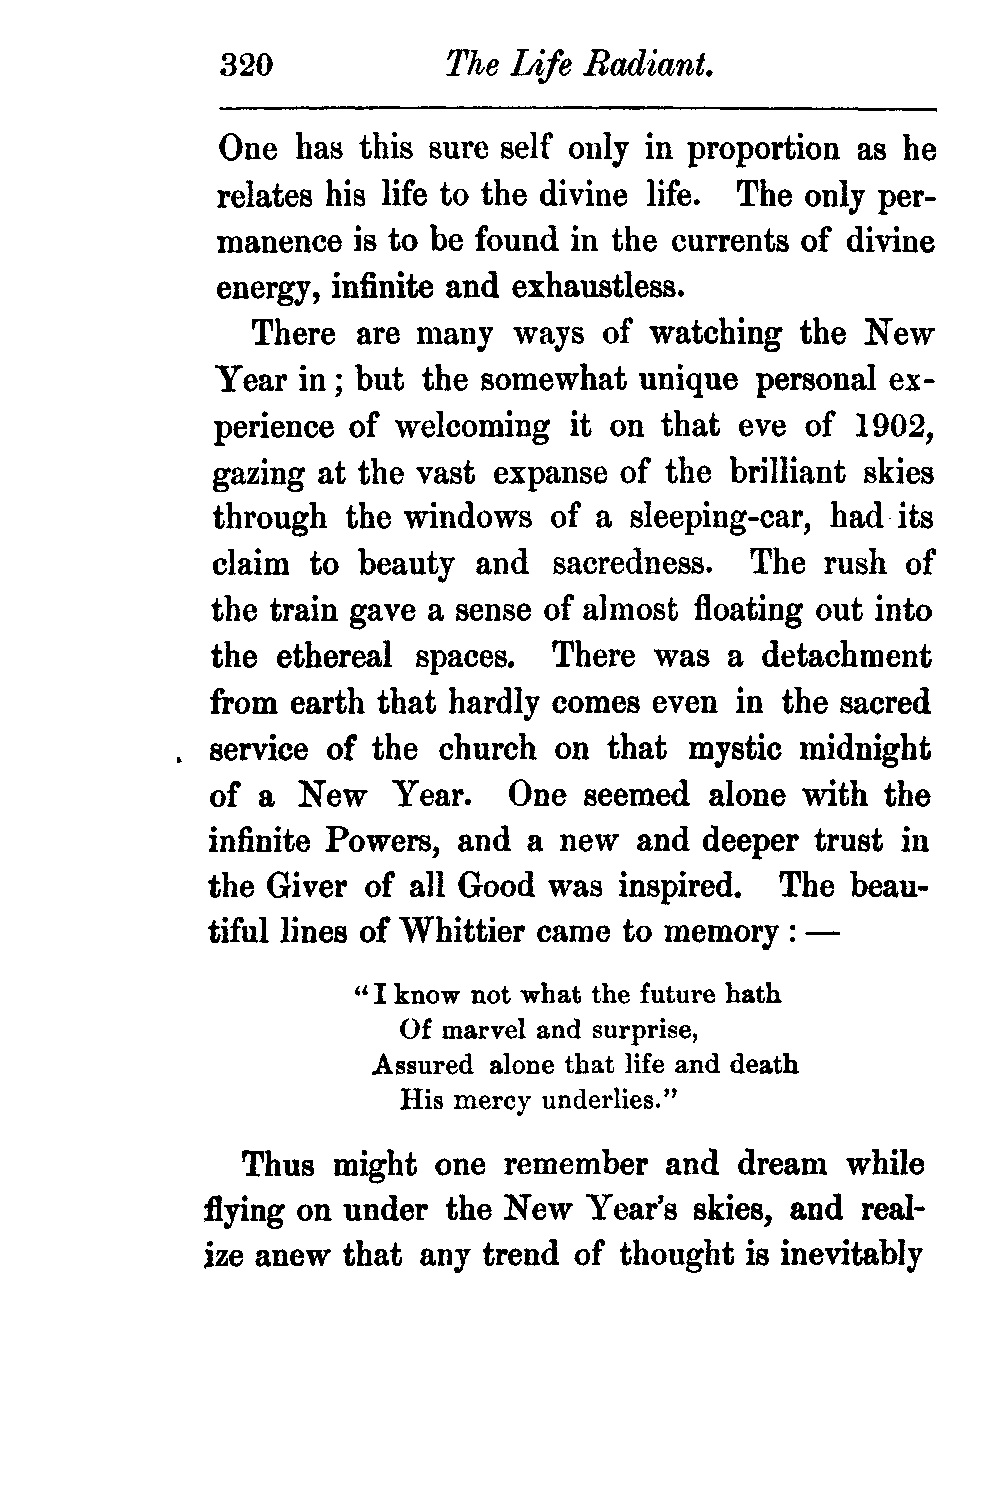 320 The Life Radiant.
One has this sure self only in proportion as he
relates his life to the divine life. The only per-
manence is to be found in the currents of divine
energy, infinite and exhaustless.
There are many ways of watching the New
Year in; but the somewhat unique personal ex-
perience of welcoming it on that eve of 1902,
gazing at the vast expanse of the brilliant skies
through the windows of a sleeping-car, had its
claim to beauty and sacredness. The rush of
the train gave a sense of almost floating out into
the ethereal spaces. There was a detachment
from earth that hardly comes even in the sacred
service of the church on that mystic midnight
of a New Year. One seemed alone with the
infinite Powers, and a new and deeper trust in
the Giver of all Good was inspired. The beau-
tiful lines of Whittier came to memory: —
"I know not what the future hath
Of marvel and surprise,
Assured alone that life and death
His mercy underlies."
Thus might one remember and dream while
flying on under the New Year's skies, and real-
ize anew that any trend of thought is inevitably